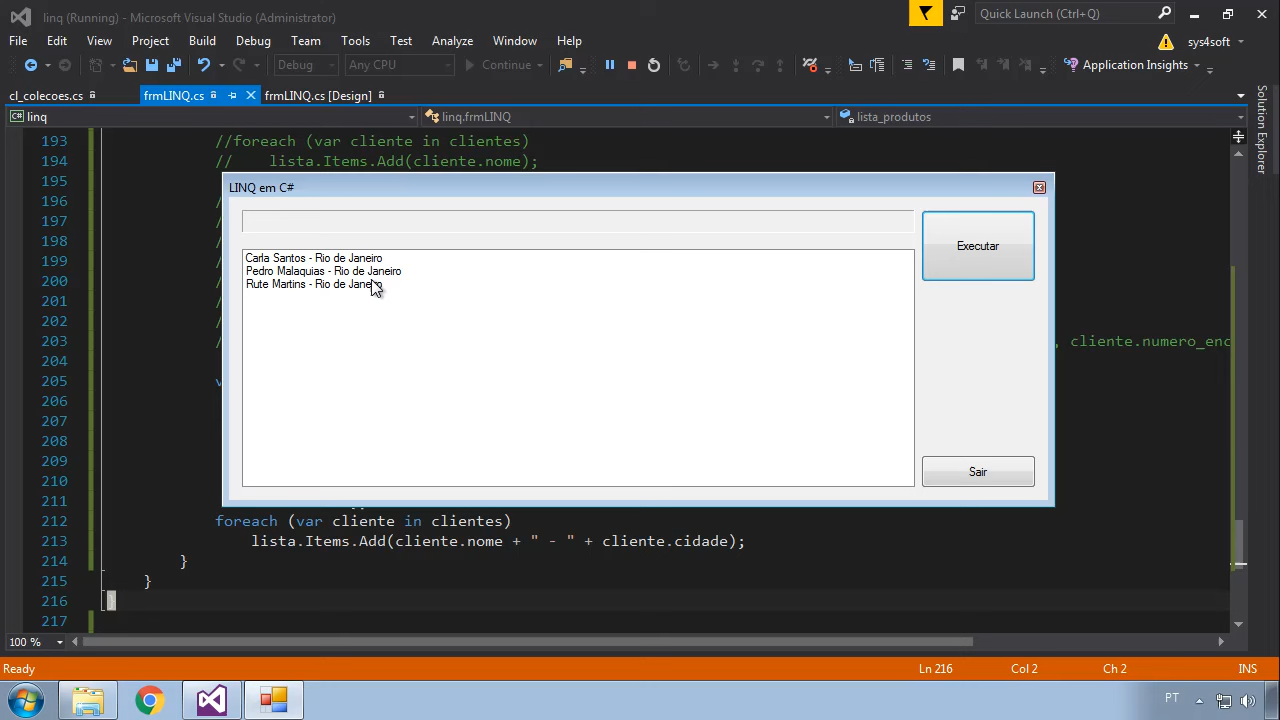 linq (Running) - Microsoft Visual Studio (Administrator)
Quick Launch (Ctrl+Q)
File Edit View Project Build Debug Team Tools Test Analyze Window Help
sys4soft
Debug Any CPU Continue Application Insights
cl_colecoes.cs frmLINQ.cs frmLINQ.cs [Design]
C# linq linq.frmLINQ lista_produtos
Solution Explorer
193 //foreach (var cliente in clientes)
194 // lista.Items.Add(cliente.nome);
195
LINQ em C#
196 /
197
198
199
200
201
202 /
203 / , cliente.numero_enc
204
205 v
206
207
208
209
210
211
Executar
Carla Santos - Rio de Janeiro
Pedro Malaquias - Rio de Janeiro
Rute Martins - Rio de Janeiro
Sair
212 foreach (var cliente in clientes)
213 lista.Items.Add(cliente.nome + " - " + cliente.cidade);
214 }
215 }
216 }
217
100 %
Ready Ln 216 Col 2 Ch 2 INS
PT